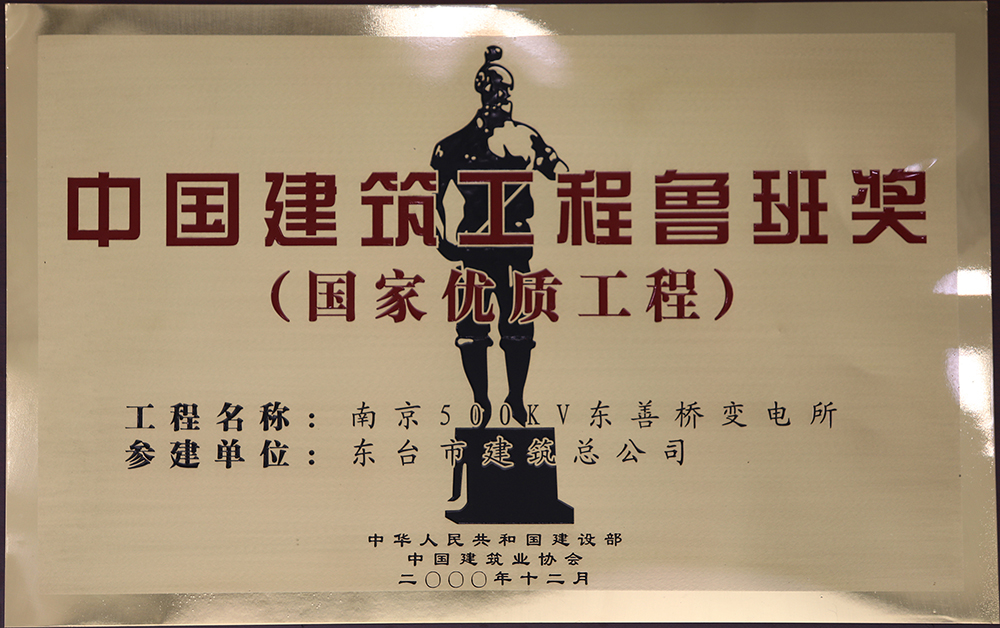 中国建筑工程鲁班奖
（国家优质工程）
工程名称：南京500KV东善桥变电所
参建单位：东台市建筑总公司
中华人民共和国建设部
中国建筑业协会
二〇〇〇年十二月